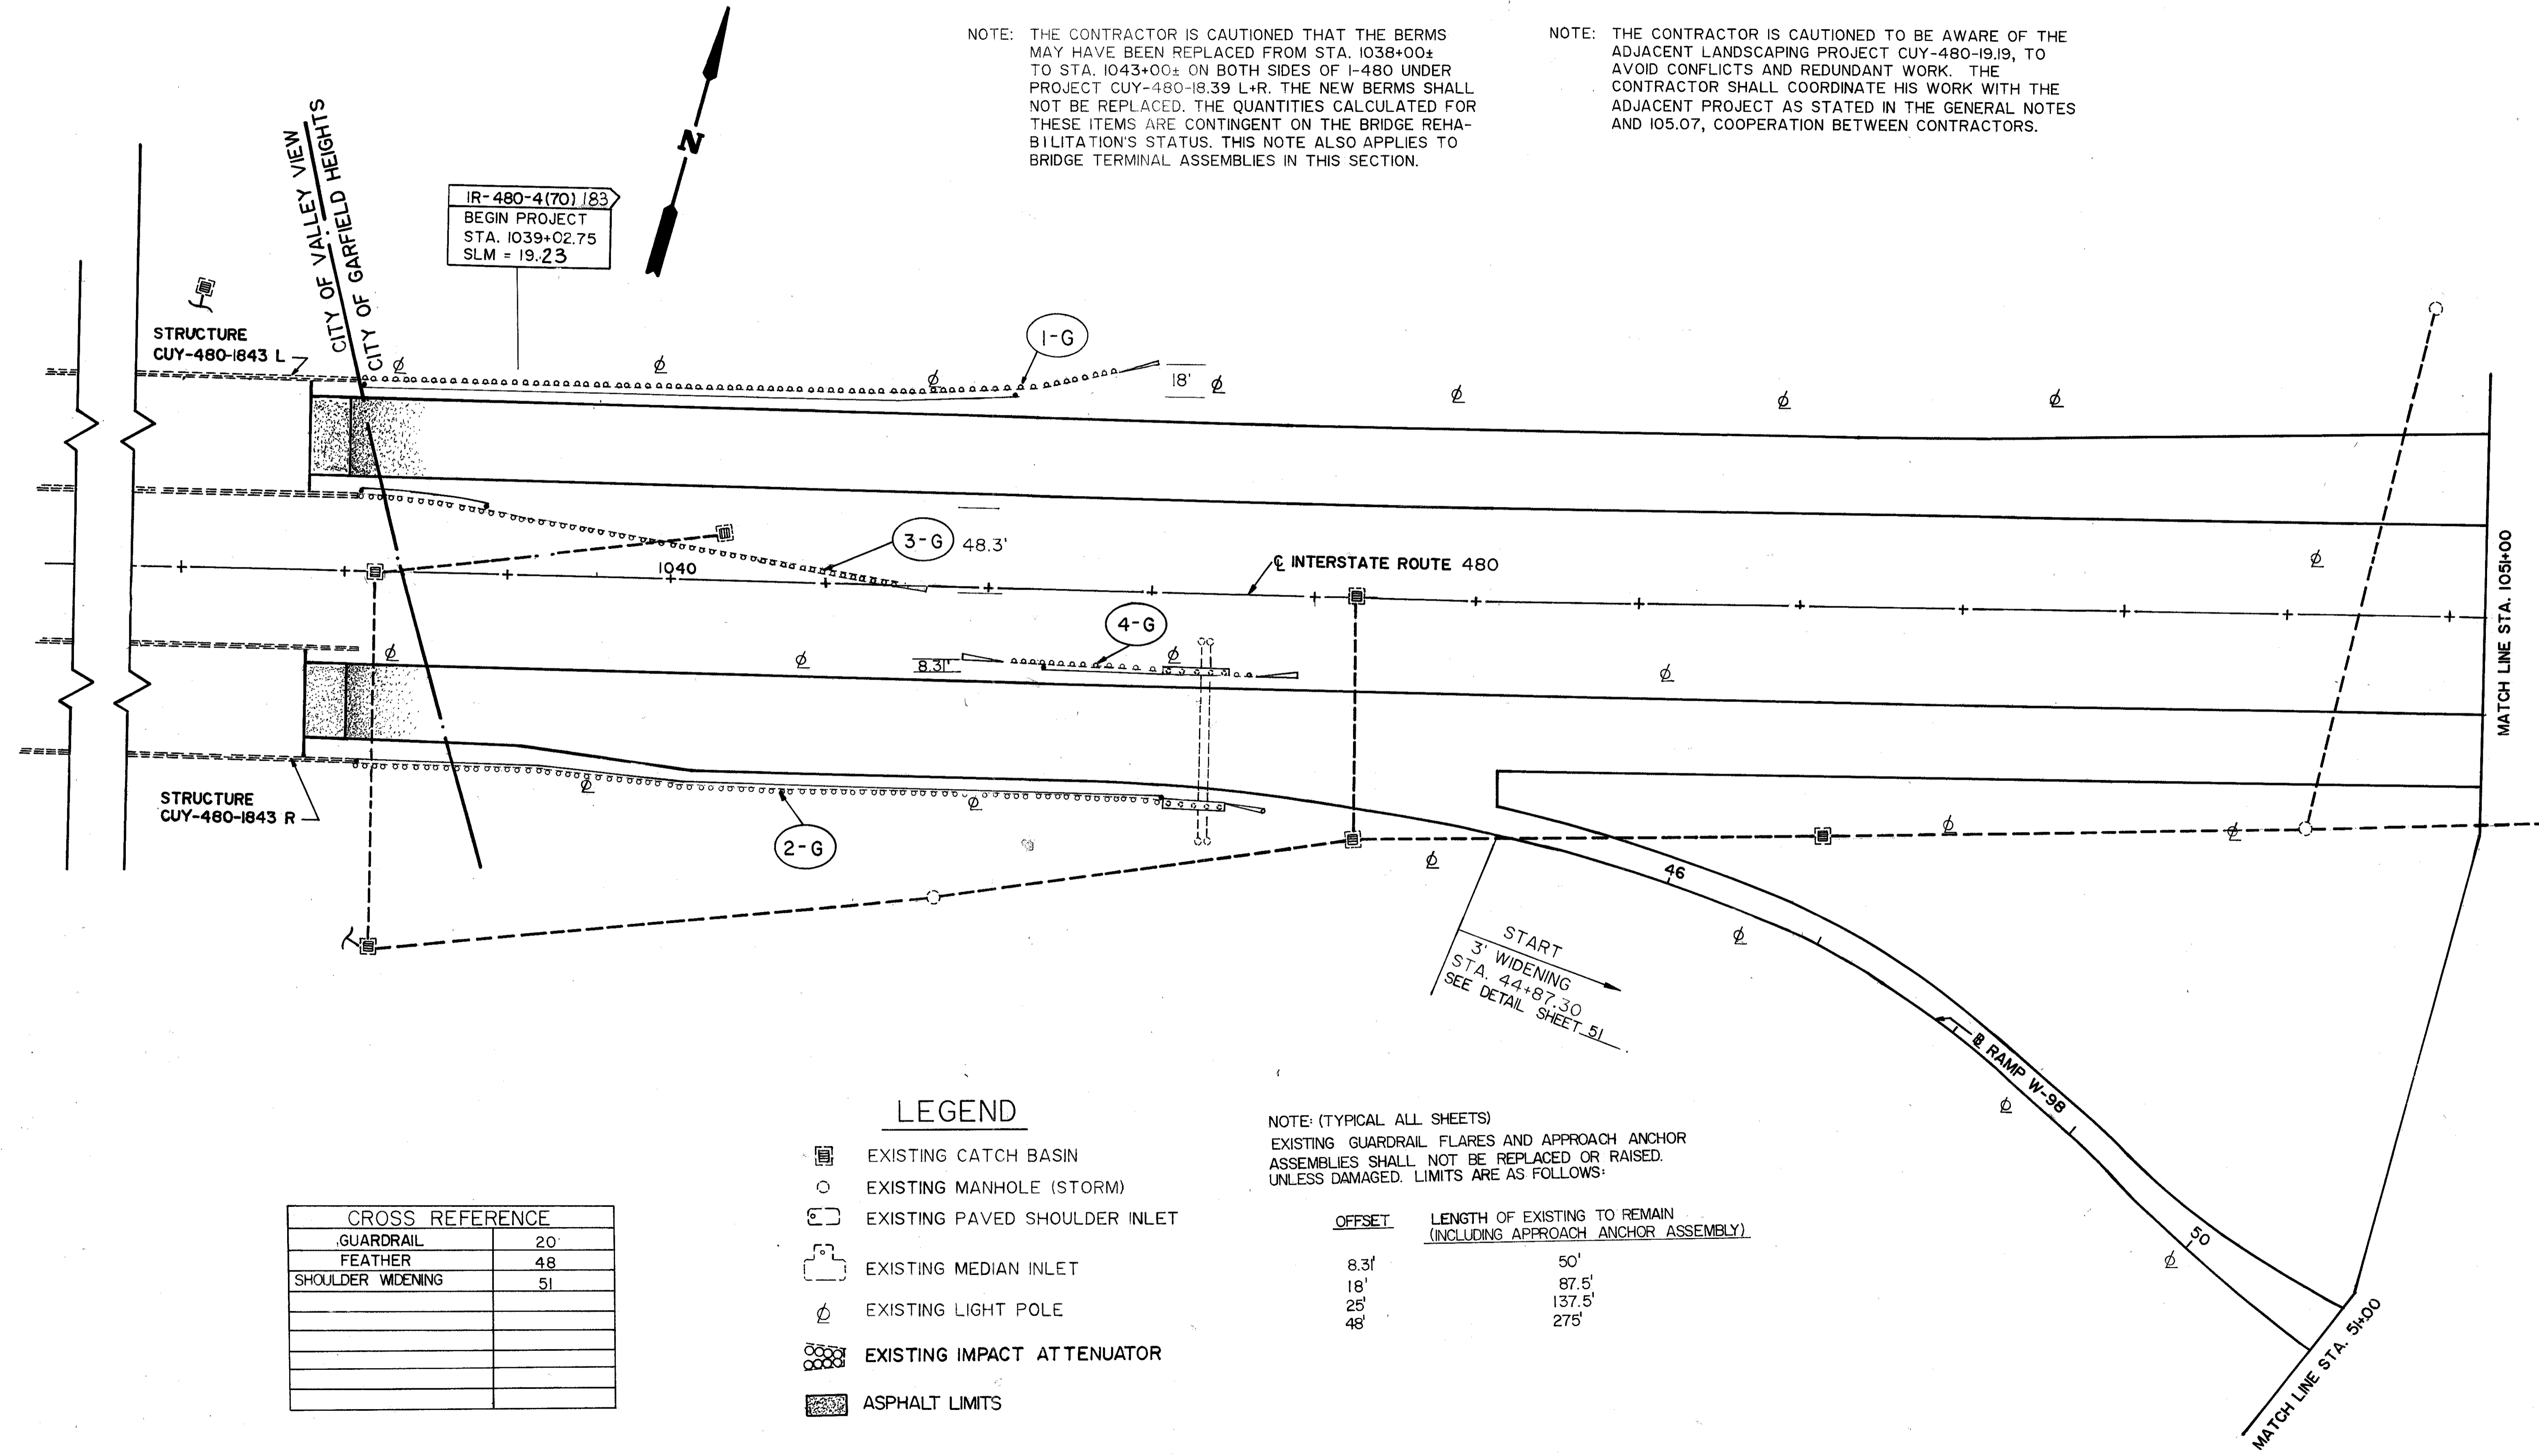 NOTE: THE CONTRACTOR IS CAUTIONED THAT THE BERMS
MAY HAVE BEEN REPLACED FROM STA. 1038+00±
TO STA. 1043+00± ON BOTH SIDES OF I-480 UNDER
PROJECT CUY-480-18.39 L+R. THE NEW BERMS SHALL
NOT BE REPLACED. THE QUANTITIES CALCULATED FOR
THESE ITEMS ARE CONTINGENT ON THE BRIDGE REHA-
BILITATION'S STATUS. THIS NOTE ALSO APPLIES TO
BRIDGE TERMINAL ASSEMBLIES IN THIS SECTION.
NOTE: THE CONTRACTOR IS CAUTIONED TO BE AWARE OF THE
ADJACENT LANDSCAPING PROJECT CUY-480-19.19, TO
AVOID CONFLICTS AND REDUNDANT WORK. THE
CONTRACTOR SHALL COORDINATE HIS WORK WITH THE
ADJACENT PROJECT AS STATED IN THE GENERAL NOTES
AND 105.07, COOPERATION BETWEEN CONTRACTORS.
N
CITY OF VALLEY VIEW
CITY OF GARFIELD HEIGHTS
IR-480-4(70) 183
BEGIN PROJECT
STA. 1039+02.75
SLM = 19.23
STRUCTURE
CUY-480-1843 L
1-G
18'
3-G
48.3'
1040
℄ INTERSTATE ROUTE 480
4-G
8.31'
MATCH LINE STA. 1051+00
STRUCTURE
CUY-480-1843 R
2-G
46
START
3' WIDENING
STA. 44+87.30
SEE DETAIL SHEET 51
B RAMP W-98
50
MATCH LINE STA. 51+00
LEGEND
EXISTING CATCH BASIN
EXISTING MANHOLE (STORM)
EXISTING PAVED SHOULDER INLET
EXISTING MEDIAN INLET
EXISTING LIGHT POLE
EXISTING IMPACT ATTENUATOR
ASPHALT LIMITS
NOTE: (TYPICAL ALL SHEETS)
EXISTING GUARDRAIL FLARES AND APPROACH ANCHOR
ASSEMBLIES SHALL NOT BE REPLACED OR RAISED.
UNLESS DAMAGED. LIMITS ARE AS FOLLOWS:
OFFSET LENGTH OF EXISTING TO REMAIN
(INCLUDING APPROACH ANCHOR ASSEMBLY)
8.31' 50'
18' 87.5'
25' 137.5'
48' 275'
CROSS REFERENCE
GUARDRAIL 20
FEATHER 48
SHOULDER WIDENING 51